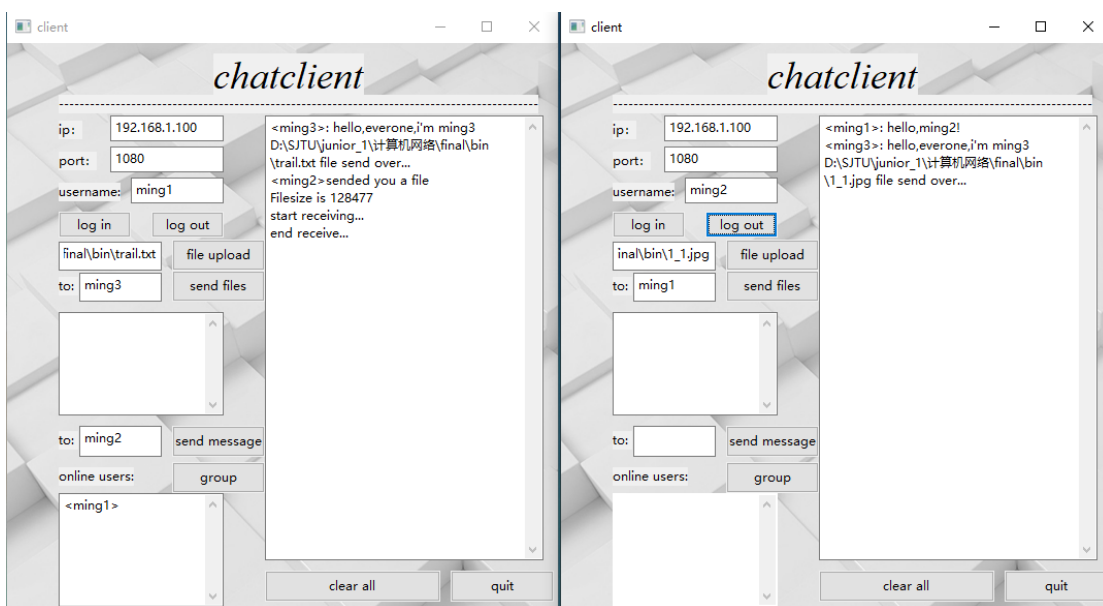 client
chatclient
ip: 192.168.1.100
port: 1080
username: ming1
log in log out
final\bin\trail.txt file upload
to: ming3 send files
to: ming2 send message
online users: group
<ming1>
<ming3>: hello,everone,i'm ming3
D:\SJTU\junior_1\计算机网络\final\bin
\trail.txt file send over...
<ming2>sended you a file
Filesize is 128477
start receiving...
end receive...
clear all quit
client
chatclient
ip: 192.168.1.100
port: 1080
username: ming2
log in log out
inal\bin\1_1.jpg file upload
to: ming1 send files
to: send message
online users: group
<ming1>: hello,ming2!
<ming3>: hello,everone,i'm ming3
D:\SJTU\junior_1\计算机网络\final\bin
\1_1.jpg file send over...
clear all quit